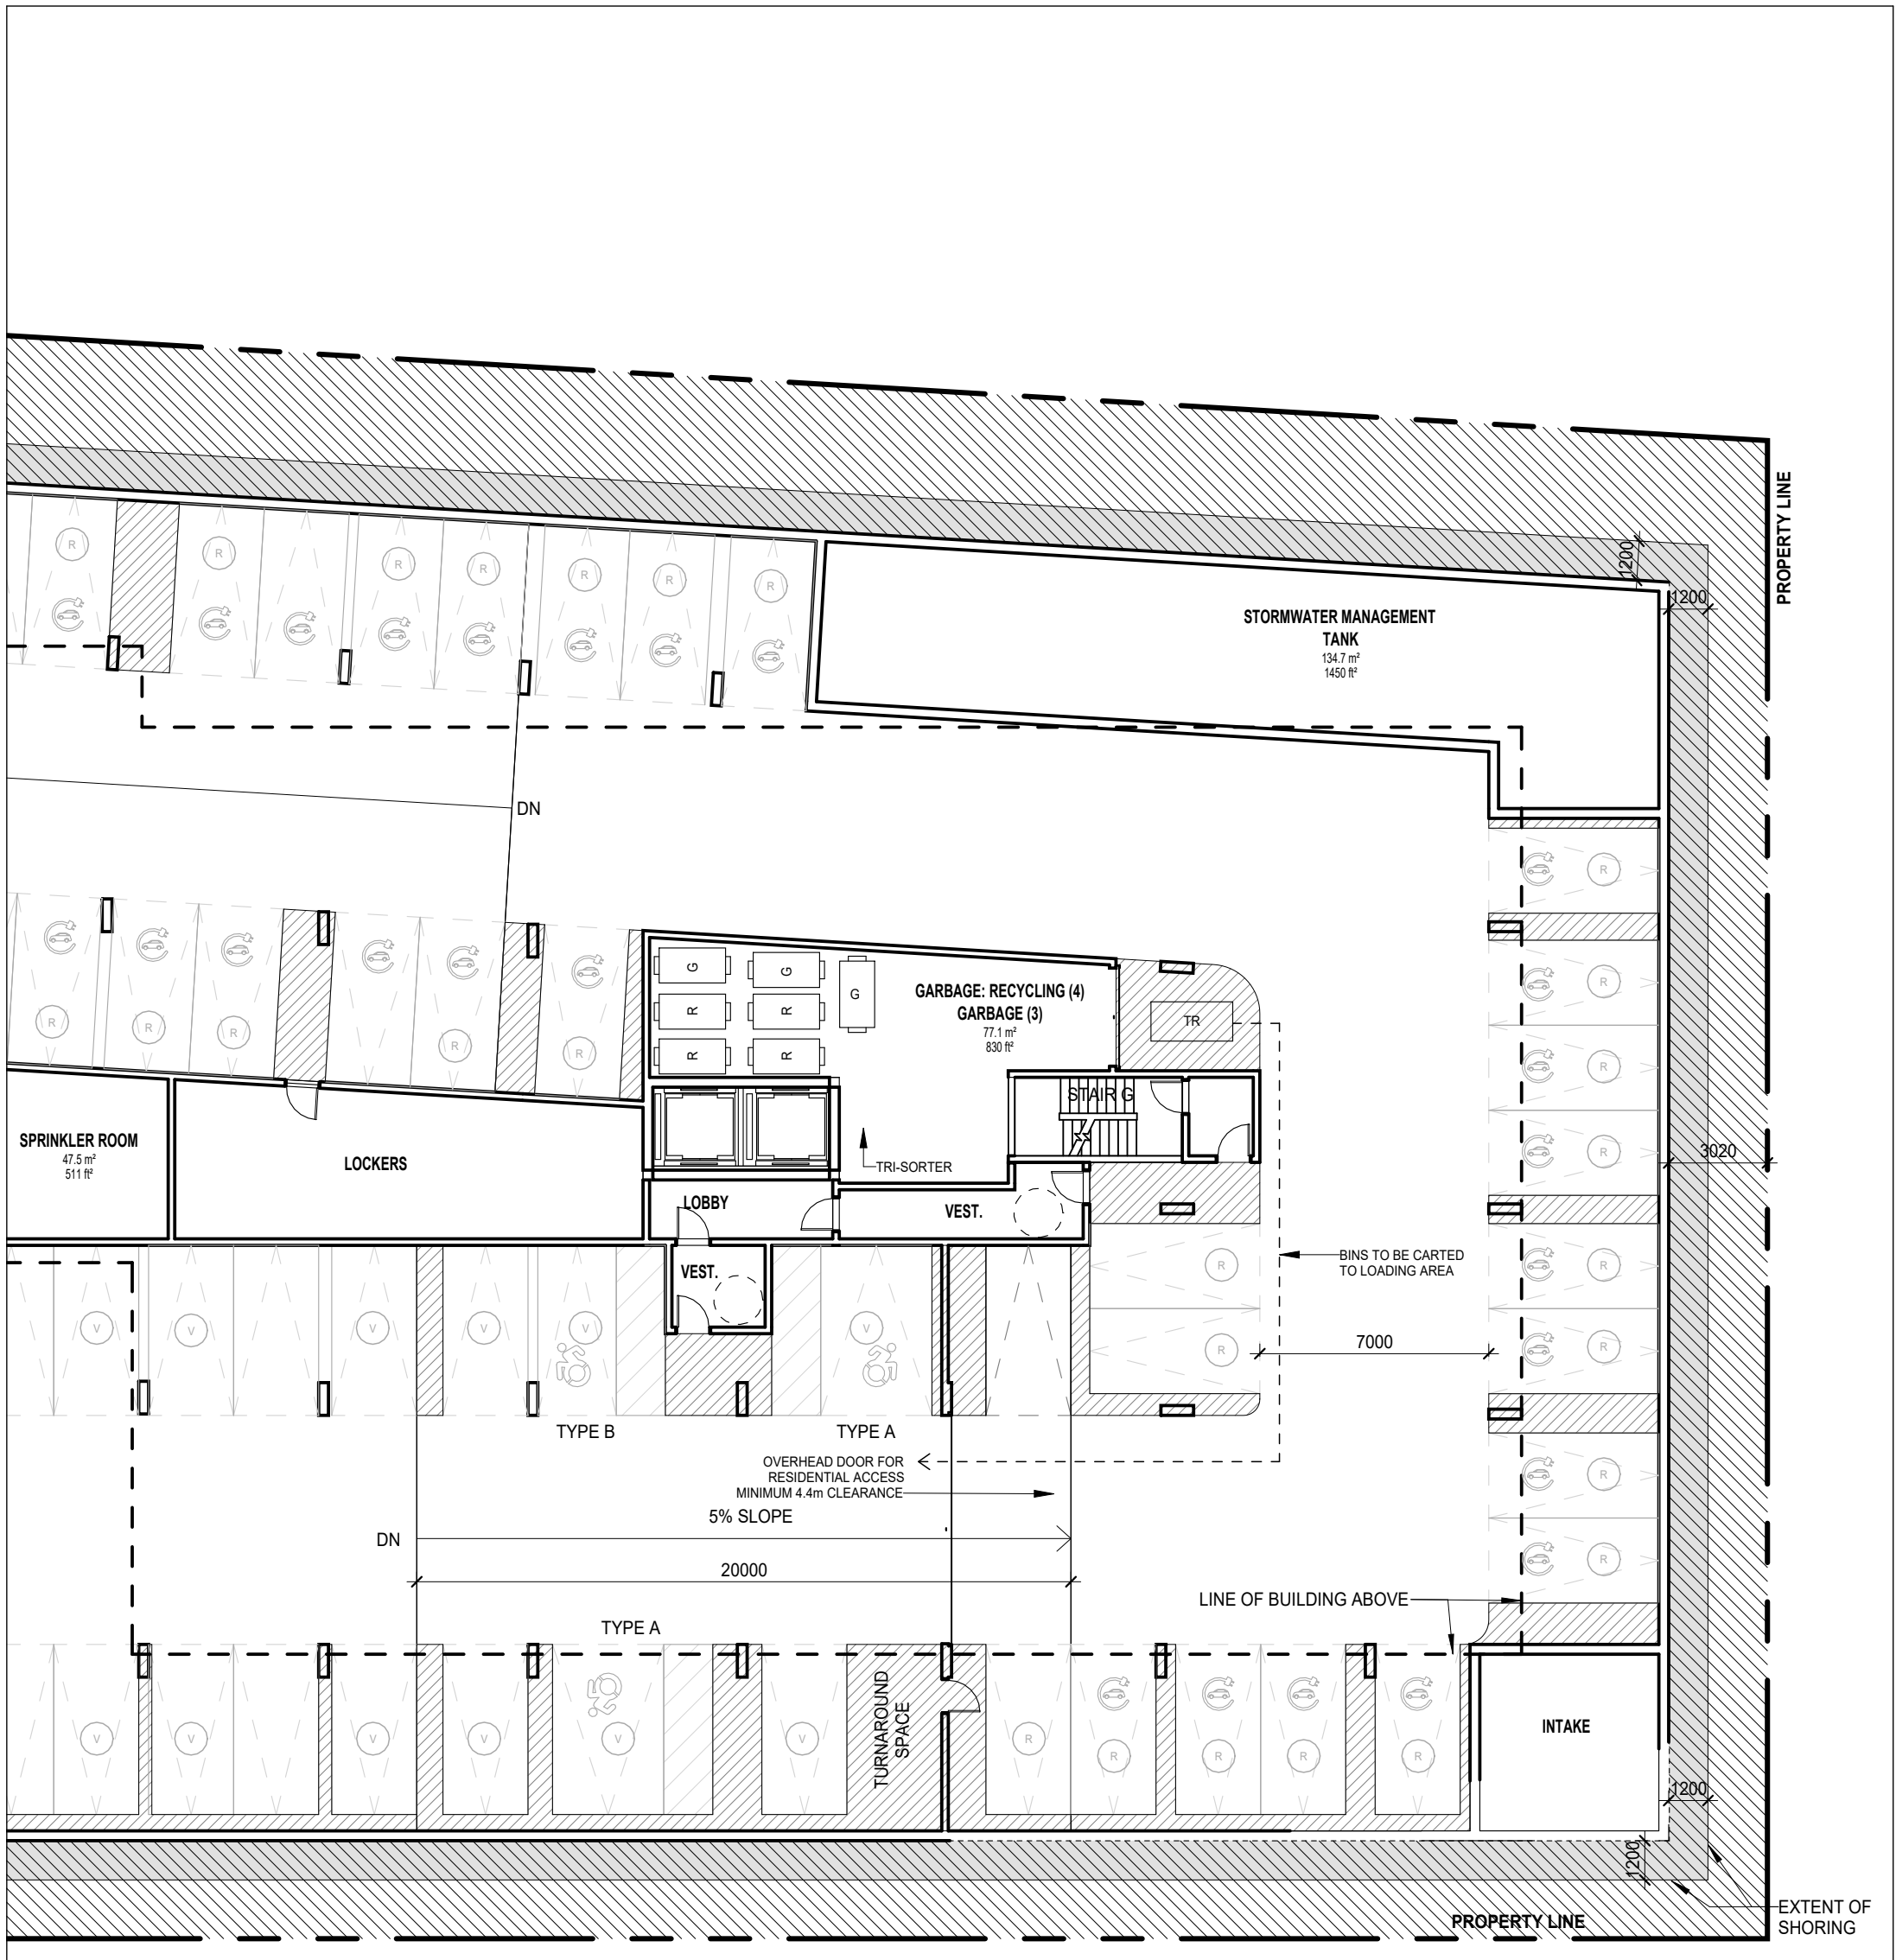 PROPERTY LINE
1200
1200
STORMWATER MANAGEMENT
TANK
134.7 m²
1450 ft²
R
R
R
R
R
R
R
DN
R
R
R
R
R
R
R
G
G
G
R
R
R
R
GARBAGE: RECYCLING (4)
GARBAGE (3)
77.1 m²
830 ft²
TR
R
R
R
STAIR G
SPRINKLER ROOM
47.5 m²
511 ft²
LOCKERS
TRI-SORTER
3020
LOBBY
VEST.
VEST.
BINS TO BE CARTED
TO LOADING AREA
R
R
R
R
7000
V
V
V
V
V
V
TYPE B
TYPE A
OVERHEAD DOOR FOR
RESIDENTIAL ACCESS
MINIMUM 4.4m CLEARANCE
R
5% SLOPE
DN
20000
R
LINE OF BUILDING ABOVE
TYPE A
TURNAROUND
SPACE
V
V
V
V
V
V
R
R
R
R
R
INTAKE
1200
1200
PROPERTY LINE
EXTENT OF
SHORING